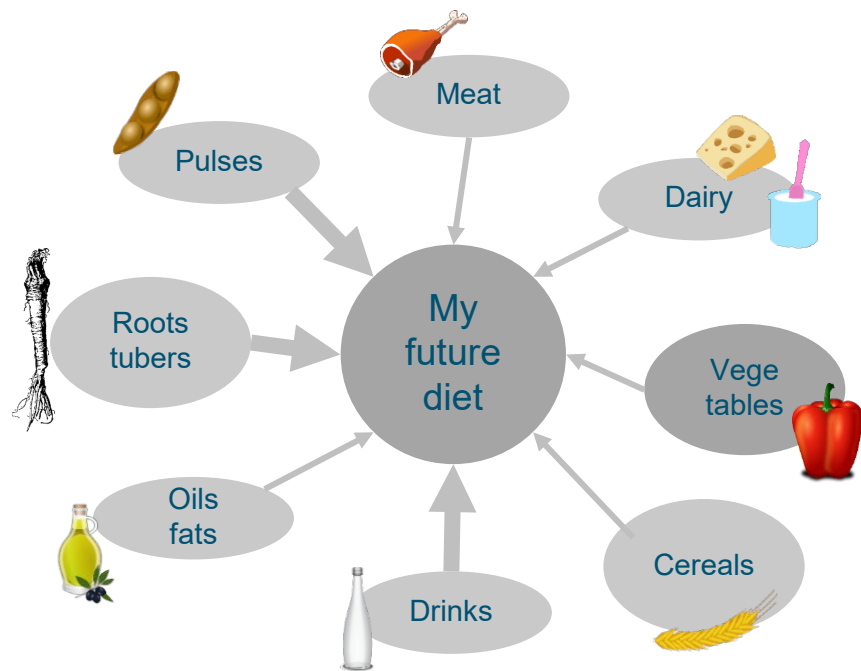 Meat
Pulses
Dairy
Roots
tubers
My
future
diet
Vege
tables
Oils
fats
Cereals
Drinks